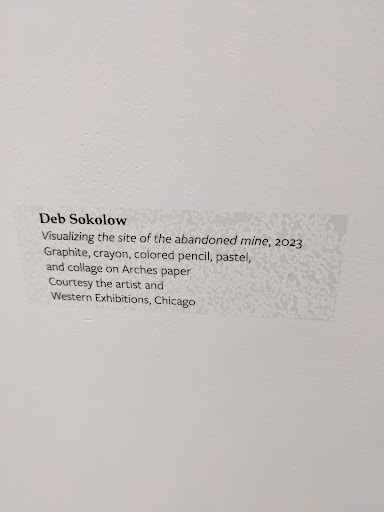 Deb Sokolow
Visualizing the site of the abandoned mine, 2023
Graphite, crayon, colored pencil, pastel,
and collage on Arches paper
Courtesy the artist and
Western Exhibitions, Chicago